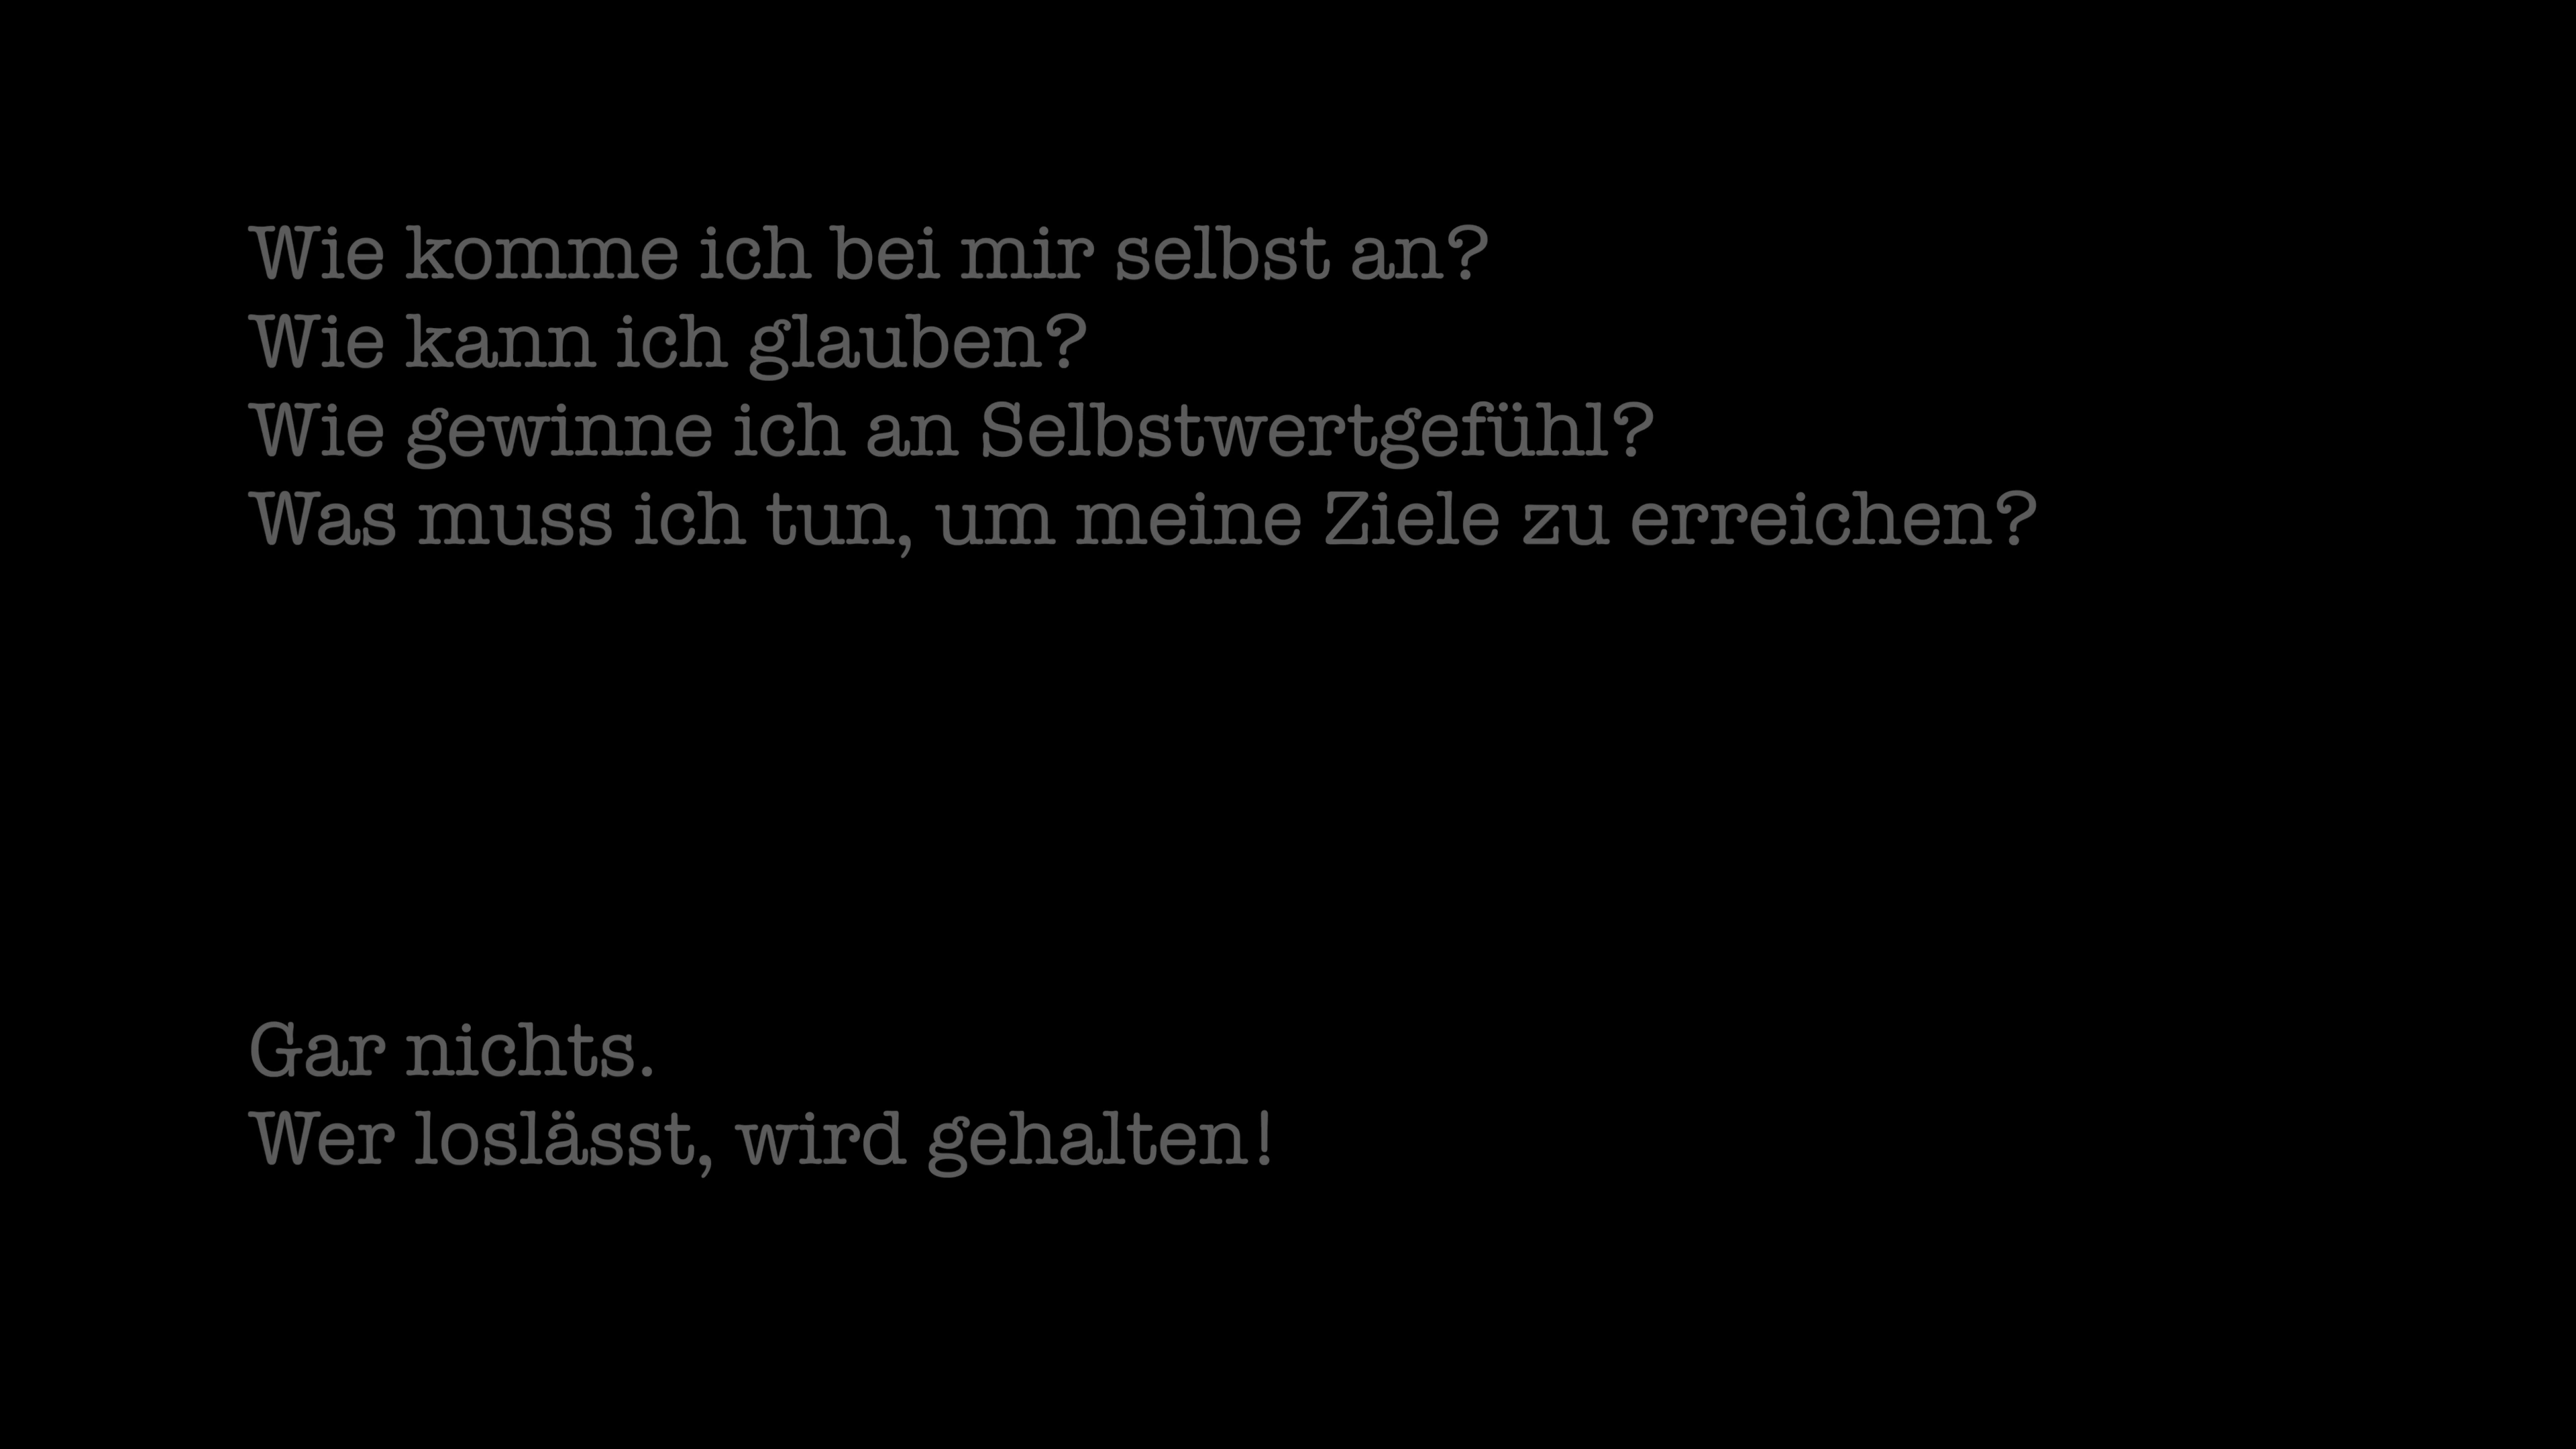 Wie komme ich bei mir selbst an?
Wie kann ich glauben?
Wie gewinne ich an Selbstwertgefühl?
Was muss ich tun, um meine Ziele zu erreichen?
Gar nichts.
Wer loslässt, wird gehalten!